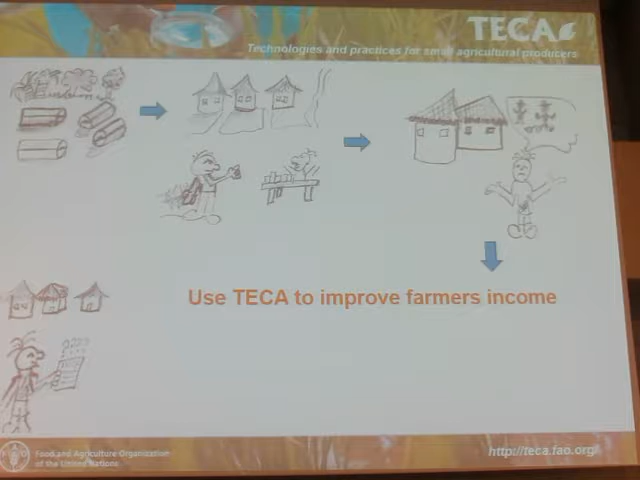 TECA
Technologies and practices for small agricultural producers
Use TECA to improve farmers income
Food and Agriculture Organization
of the United Nations
http://teca.fao.org/